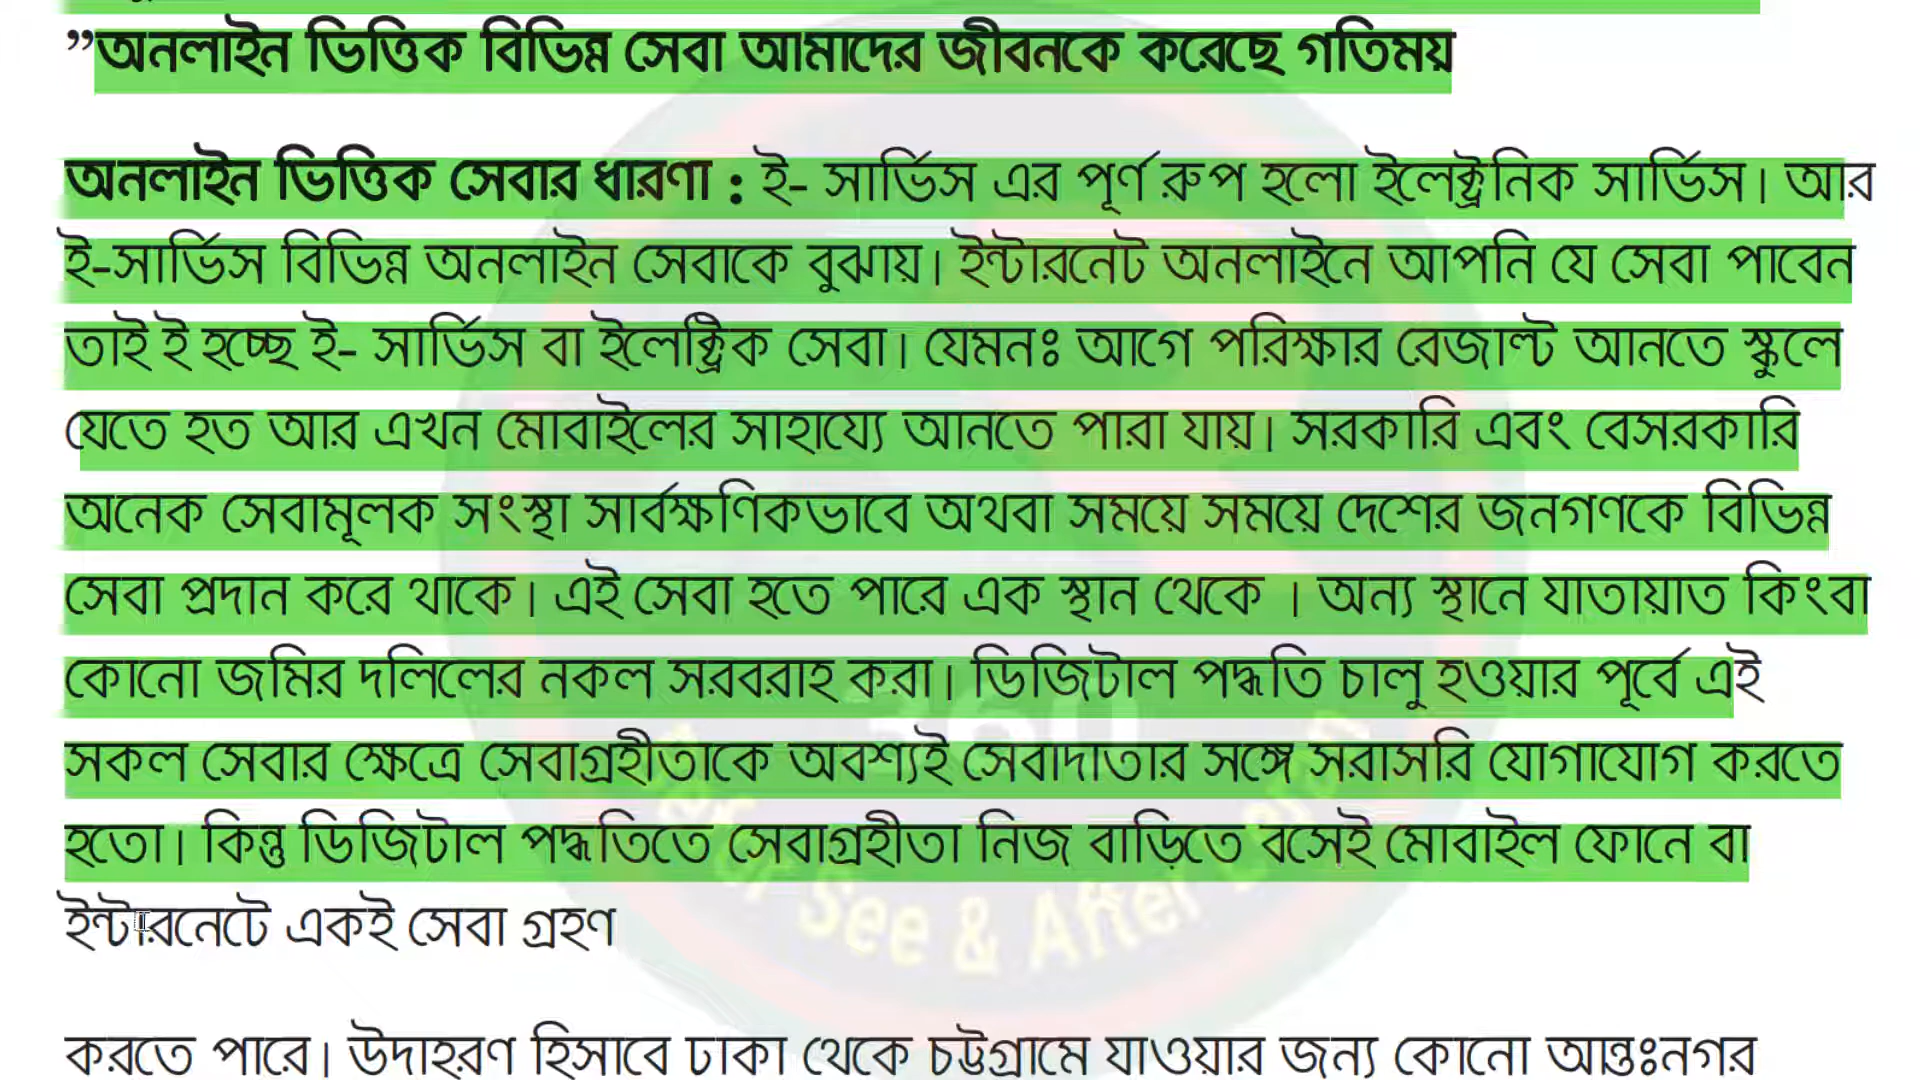 ”অনলাইন ভিত্তিক বিভিন্ন সেবা আমাদের জীবনকে করেছে গতিময়
অনলাইন ভিত্তিক সেবার ধারণা : ই- সার্ভিস এর পূর্ণ রুপ হলো ইলেক্ট্রনিক সার্ভিস। আর
ই-সার্ভিস বিভিন্ন অনলাইন সেবাকে বুঝায়। ইন্টারনেট অনলাইনে আপনি যে সেবা পাবেন
তাই ই হচ্ছে ই- সার্ভিস বা ইলেক্ট্রিক সেবা। যেমনঃ আগে পরিক্ষার রেজাল্ট আনতে স্কুলে
যেতে হত আর এখন মোবাইলের সাহায্যে আনতে পারা যায়। সরকারি এবং বেসরকারি
অনেক সেবামূলক সংস্থা সার্বক্ষণিকভাবে অথবা সময়ে সময়ে দেশের জনগণকে বিভিন্ন
সেবা প্রদান করে থাকে। এই সেবা হতে পারে এক স্থান থেকে । অন্য স্থানে যাতায়াত কিংবা
কোনো জমির দলিলের নকল সরবরাহ করা। ডিজিটাল পদ্ধতি চালু হওয়ার পূর্বে এই
সকল সেবার ক্ষেত্রে সেবাগ্রহীতাকে অবশ্যই সেবাদাতার সঙ্গে সরাসরি যোগাযোগ করতে
হতো। কিন্তু ডিজিটাল পদ্ধতিতে সেবাগ্রহীতা নিজ বাড়িতে বসেই মোবাইল ফোনে বা
ইন্টারনেটে একই সেবা গ্রহণ
করতে পারে। উদাহরণ হিসাবে ঢাকা থেকে চট্টগ্রামে যাওয়ার জন্য কোনো আন্তঃনগর
360
See & After